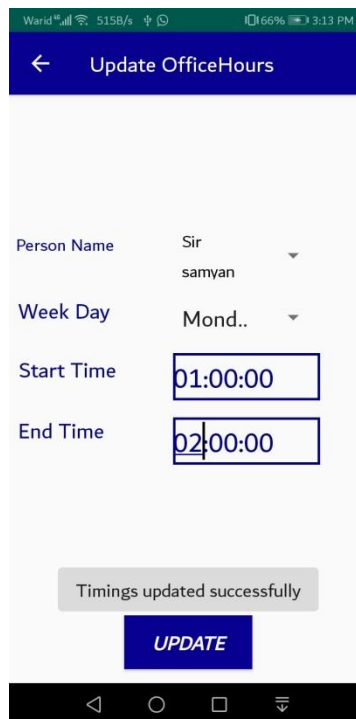 Warid 4G 515B/s 66% 3:13 PM
Update OfficeHours
Person Name
Sir
samyan
Week Day
Mond..
Start Time
01:00:00
End Time
02:00:00
Timings updated successfully
UPDATE